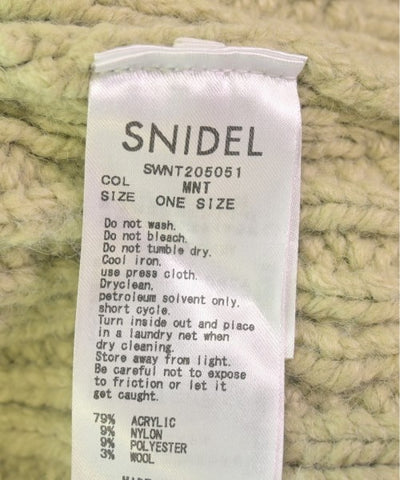 SNIDEL
SWNT205051
COL MNT
SIZE ONE SIZE
Do not wash.
Do not bleach.
Do not tumble dry.
Cool iron.
use press cloth.
Dryclean.
petroleum solvent only.
short cycle.
Turn inside out and place
in a laundry net when
dry cleaning.
Store away from light.
Be careful not to expose
to friction or let it
get caught.
79% ACRYLIC
9% NYLON
9% POLYESTER
3% WOOL